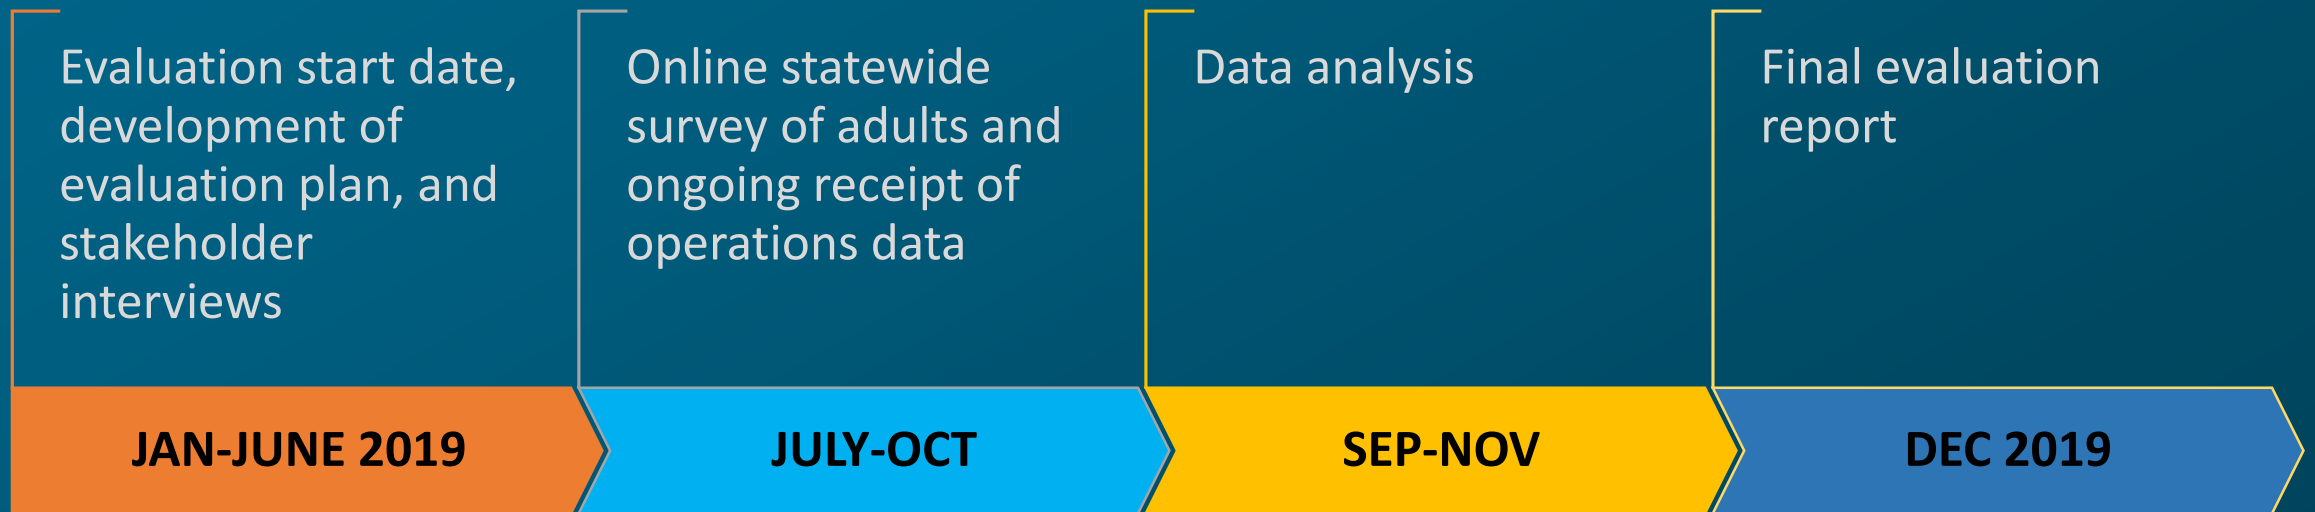 Evaluation start date,
development of
evaluation plan, and
stakeholder
interviews
Online statewide
survey of adults and
ongoing receipt of
operations data
Data analysis
Final evaluation
report
JAN-JUNE 2019
JULY-OCT
SEP-NOV
DEC 2019